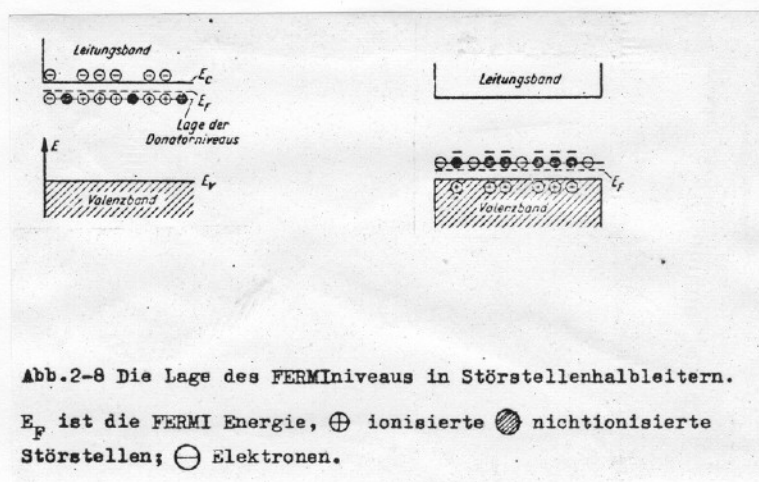 Leitungsband
E_C
E_F
Lage der
Donatorniveaus
E
E_V
Valenzband
Leitungsband
E_F
Valenzband
Abb.2-8 Die Lage des FERMIniveaus in Störstellenhalbleitern.
E_F ist die FERMI Energie, ⊕ ionisierte nichtionisierte
Störstellen; ⊖ Elektronen.